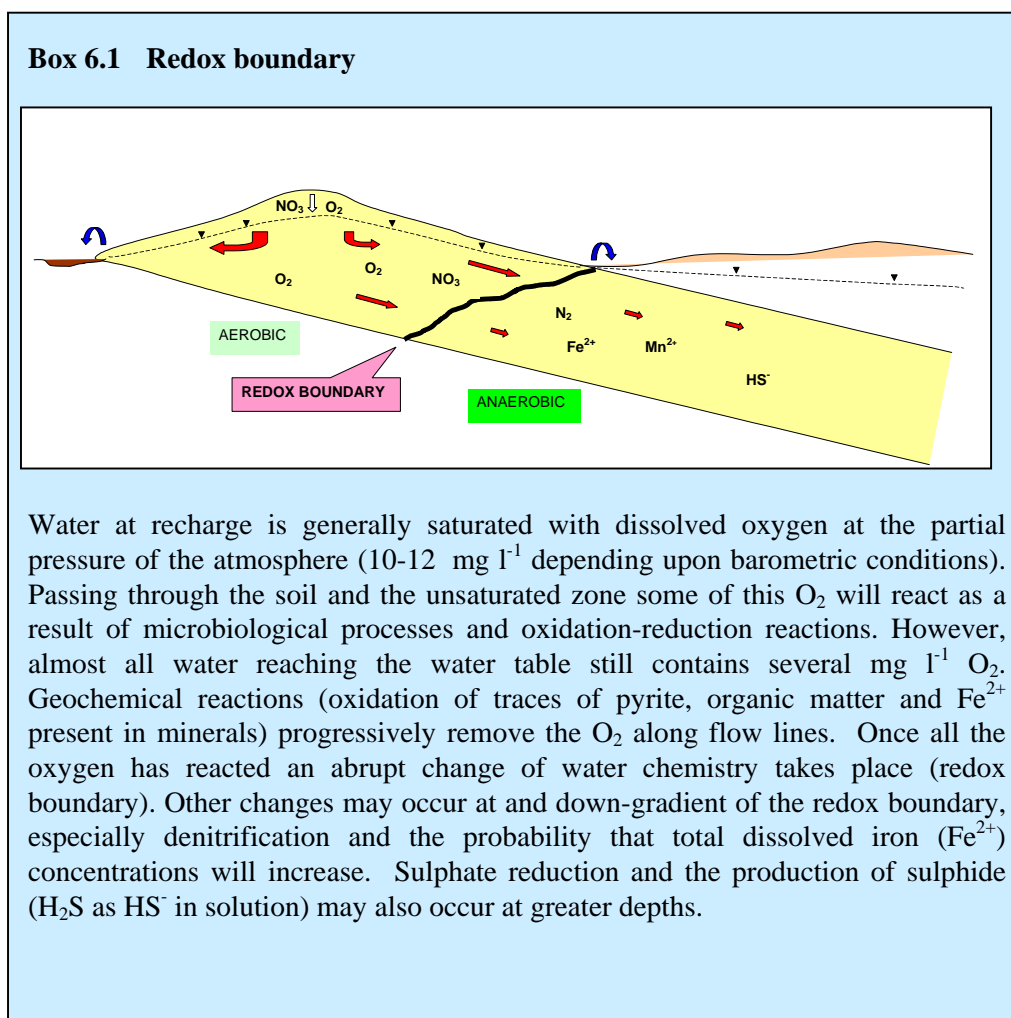 Box 6.1 Redox boundary
NO3 O2
O2
O2
NO3
N2
Fe2+ Mn2+
HS-
AEROBIC
REDOX BOUNDARY
ANAEROBIC
Water at recharge is generally saturated with dissolved oxygen at the partial
pressure of the atmosphere (10-12 mg l-1 depending upon barometric conditions).
Passing through the soil and the unsaturated zone some of this O2 will react as a
result of microbiological processes and oxidation-reduction reactions. However,
almost all water reaching the water table still contains several mg l-1 O2.
Geochemical reactions (oxidation of traces of pyrite, organic matter and Fe2+
present in minerals) progressively remove the O2 along flow lines. Once all the
oxygen has reacted an abrupt change of water chemistry takes place (redox
boundary). Other changes may occur at and down-gradient of the redox boundary,
especially denitrification and the probability that total dissolved iron (Fe2+)
concentrations will increase. Sulphate reduction and the production of sulphide
(H2S as HS- in solution) may also occur at greater depths.